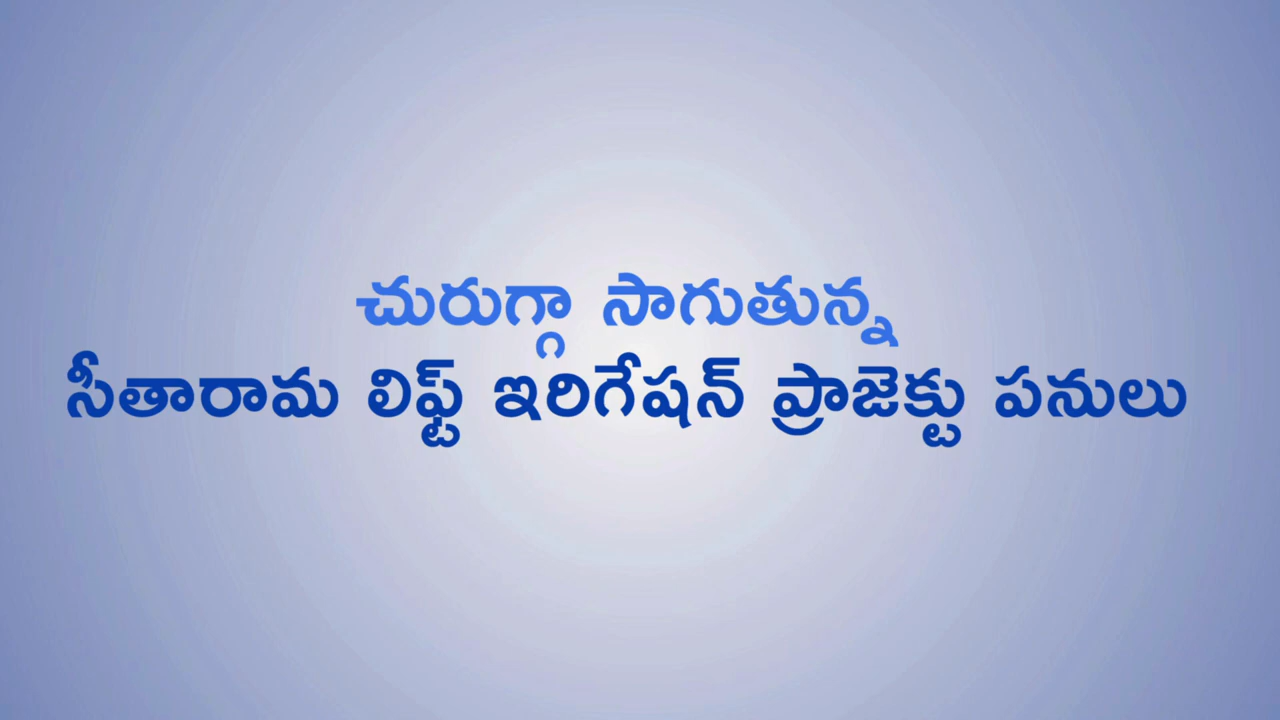 చురుగ్గా సాగుతున్న
సీతారామ లిఫ్ట్ ఇరిగేషన్ ప్రాజెక్టు పనులు